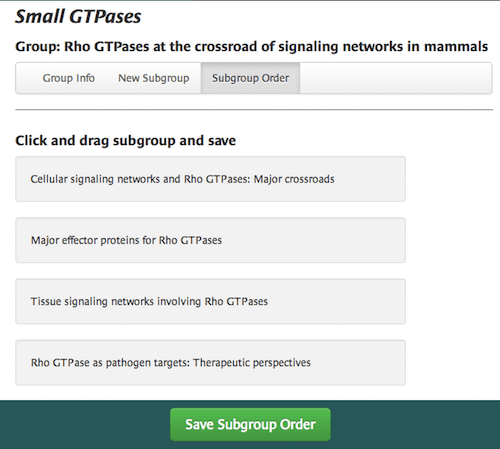 Small GTPases
Group: Rho GTPases at the crossroad of signaling networks in mammals
Group Info New Subgroup Subgroup Order
Click and drag subgroup and save
Cellular signaling networks and Rho GTPases: Major crossroads
Major effector proteins for Rho GTPases
Tissue signaling networks involving Rho GTPases
Rho GTPase as pathogen targets: Therapeutic perspectives
Save Subgroup Order